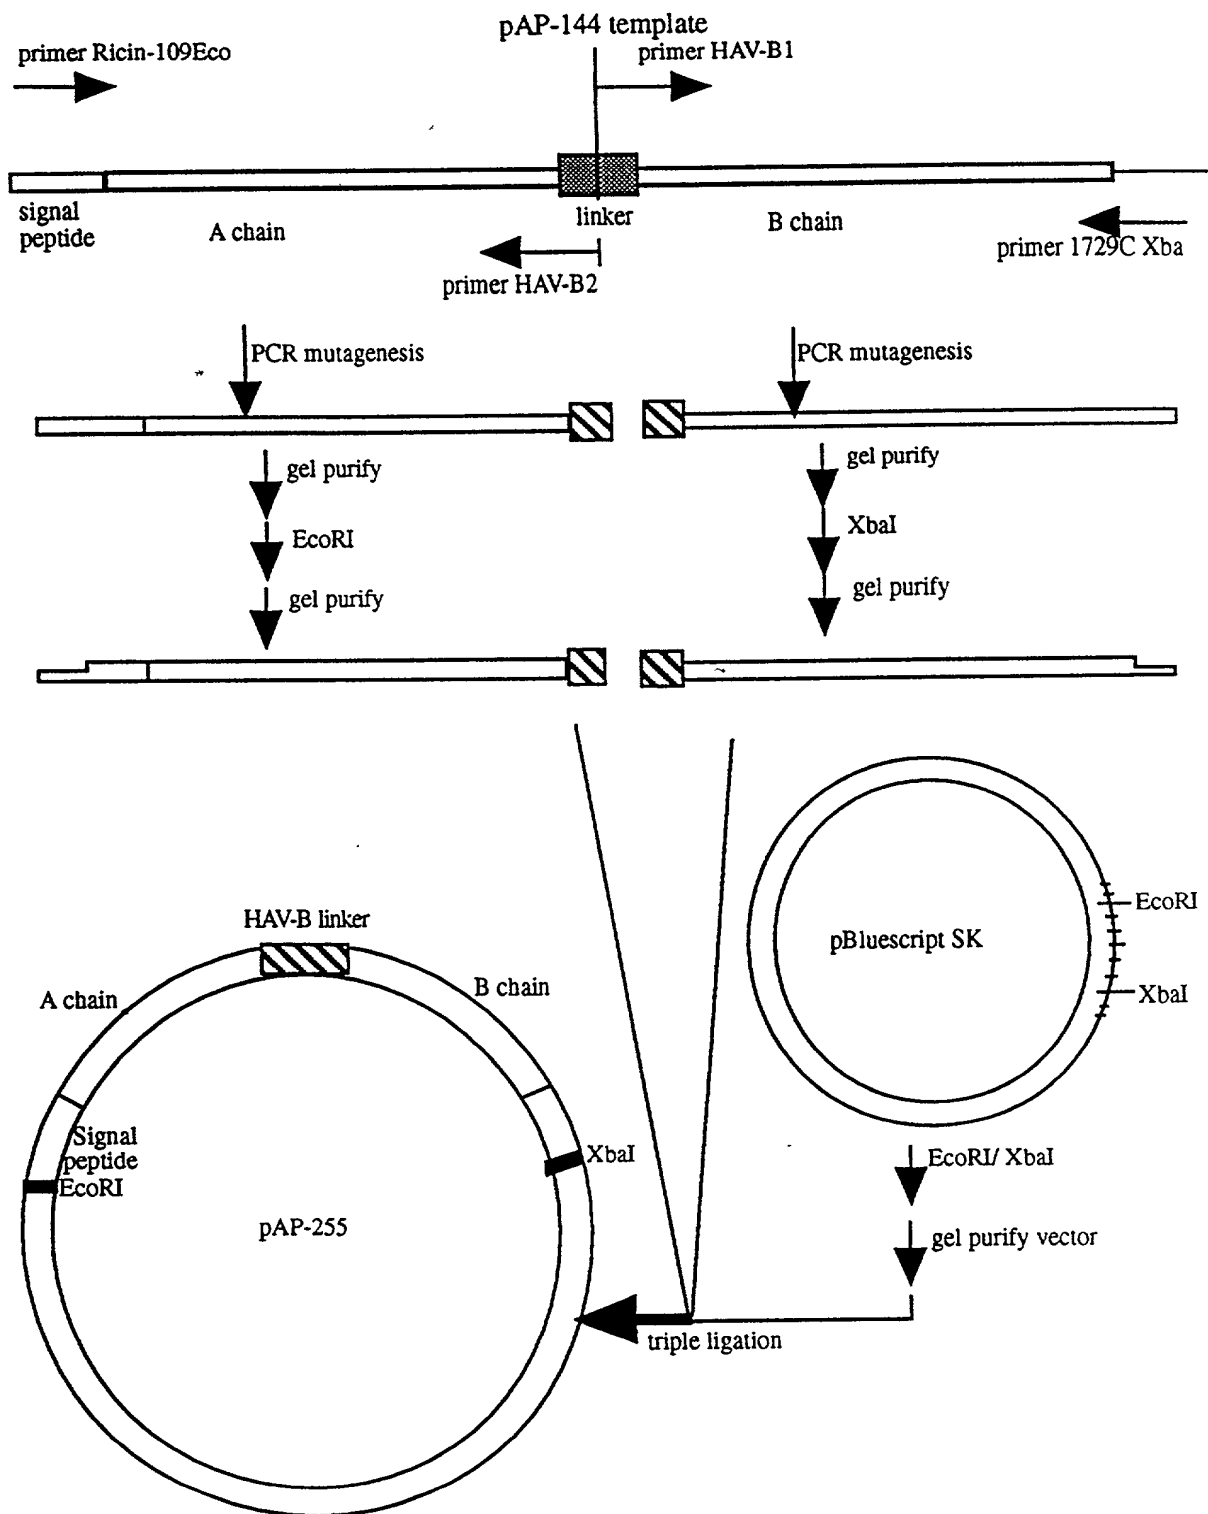 pAP-144 template
primer Ricin-109Eco
primer HAV-B1
signal
peptide
A chain
linker
B chain
primer HAV-B2
primer 1729C Xba
PCR mutagenesis
PCR mutagenesis
gel purify
gel purify
EcoRI
XbaI
gel purify
gel purify
HAV-B linker
A chain
B chain
pBluescript SK
EcoRI
XbaI
Signal
peptide
EcoRI
XbaI
pAP-255
EcoRI/ XbaI
gel purify vector
triple ligation